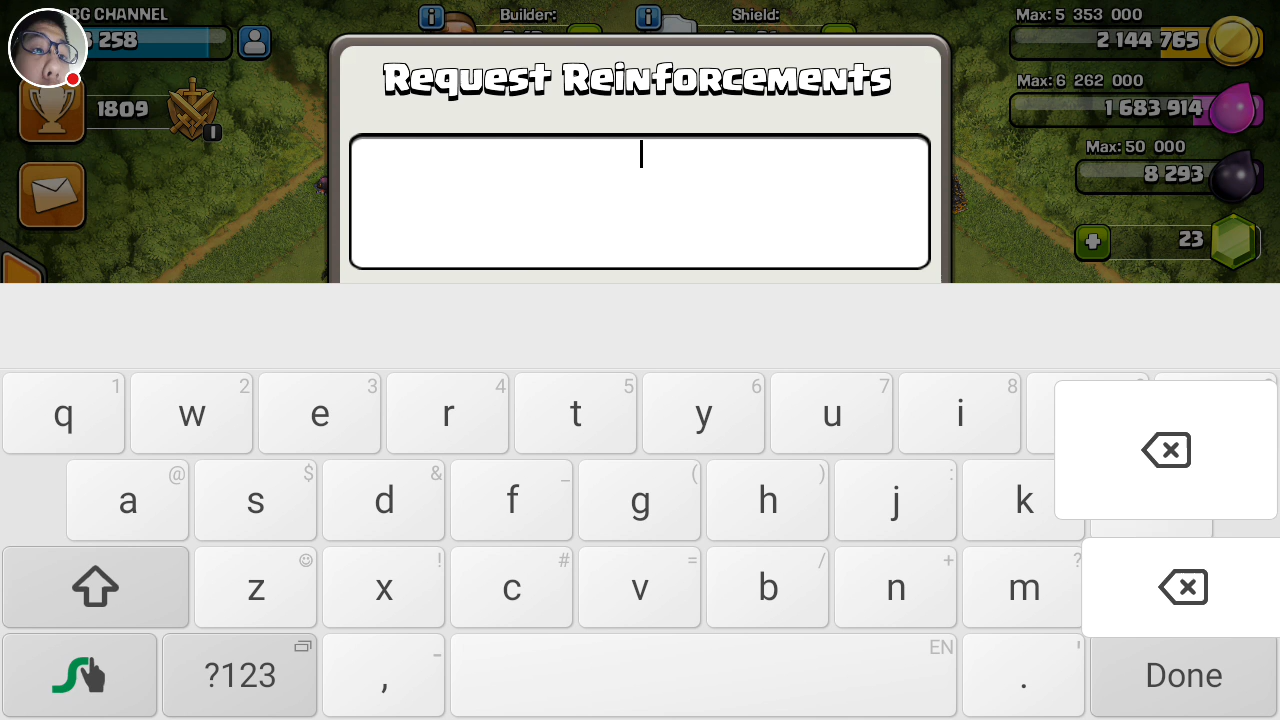 BG CHANNEL
Builder:
Shield:
Max: 5 353 000
258
2 144 765
Request Reinforcements
Max: 6 262 000
1809
1 683 914
I
Max: 50 000
8 293
23
1 2 3 4 5 6 7 8
q w e r t y u i
@ $ & _ ( ) :
a s d f g h j k
! # = / + ?
z x c v b n m
EN
?123 , . Done